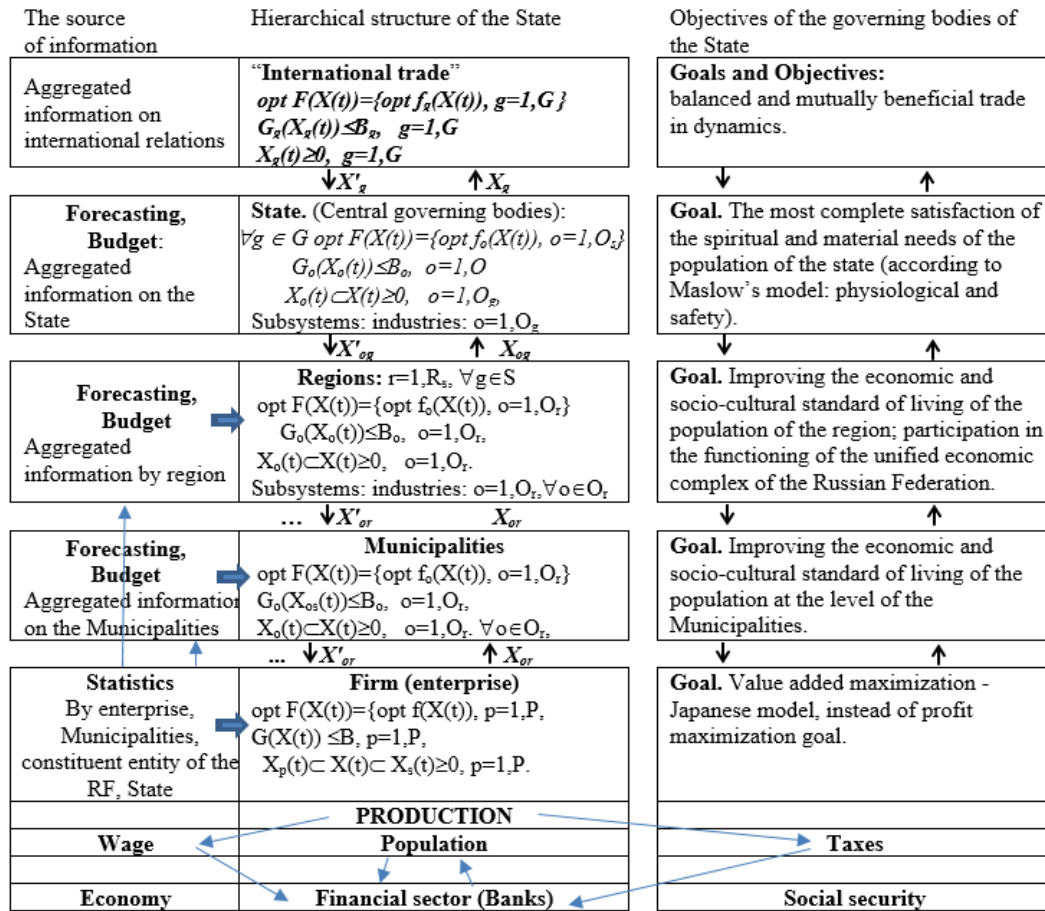 The source
of information
Hierarchical structure of the State
Objectives of the governing bodies of
the State
Aggregated
information on
international relations
“International trade”
opt F(X(t))={opt fg(X(t)), g=1,G }
Gg(Xg(t))≤Bg, g=1,G
Xg(t)≥0, g=1,G
Goals and Objectives:
balanced and mutually beneficial trade
in dynamics.
X'g
Xg
Forecasting,
Budget:
Aggregated
information on the
State
State. (Central governing bodies):
∀g ∈ G opt F(X(t))={opt fo(X(t)), o=1,Os}
Go(Xo(t))≤Bo, o=1,O
Xo(t)⊂X(t)≥0, o=1,Og,
Subsystems: industries: o=1,Og
Goal. The most complete satisfaction of
the spiritual and material needs of the
population of the state (according to
Maslow’s model: physiological and
safety).
X'og
Xog
Forecasting,
Budget
Aggregated
information by region
Regions: r=1,Rs, ∀g∈S
opt F(X(t))={opt fo(X(t)), o=1,Or}
Go(Xo(t))≤Bo, o=1,Or,
Xo(t)⊂X(t)≥0, o=1,Or.
Subsystems: industries: o=1,Or,∀o∈Or
Goal. Improving the economic and
socio-cultural standard of living of the
population of the region; participation in
the functioning of the unified economic
complex of the Russian Federation.
... X'or
Xor
Forecasting,
Budget
Aggregated information
on the Municipalities
Municipalities
opt F(X(t))={opt fo(X(t)), o=1,Or}
Go(Xos(t))≤Bo, o=1,Or,
Xo(t)⊂X(t)≥0, o=1,Or. ∀o∈Or,
Goal. Improving the economic and
socio-cultural standard of living of the
population at the level of the
Municipalities.
... X'or
Xor
Statistics
By enterprise,
Municipalities,
constituent entity of the
RF, State
Firm (enterprise)
opt F(X(t))={opt f(X(t)), p=1,P,
G(X(t)) ≤B, p=1,P,
Xp(t)⊂ X(t)⊂ Xs(t)≥0, p=1,P.
Goal. Value added maximization -
Japanese model, instead of profit
maximization goal.
PRODUCTION
Wage
Population
Taxes
Economy
Financial sector (Banks)
Social security